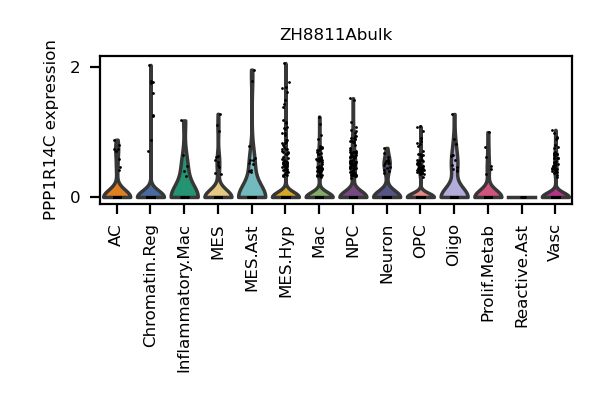 ZH8811Abulk
PPP1R14C expression
2
0
AC
Chromatin.Reg
Inflammatory.Mac
MES
MES.Ast
MES.Hyp
Mac
NPC
Neuron
OPC
Oligo
Prolif.Metab
Reactive.Ast
Vasc